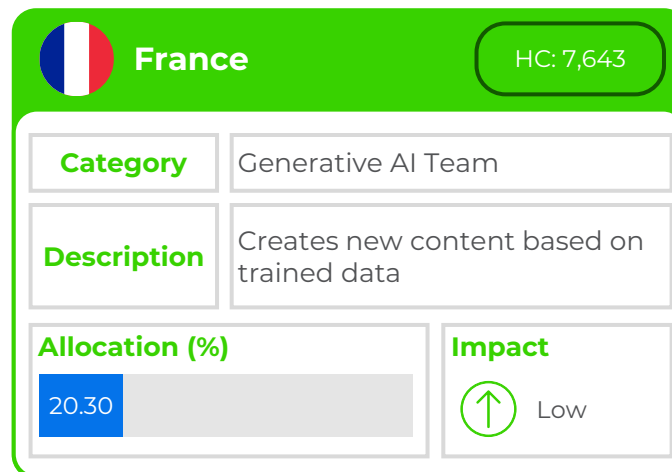 France
HC: 7,643
Category
Generative AI Team
Description
Creates new content based on
trained data
Allocation (%)
20.30
Impact
Low